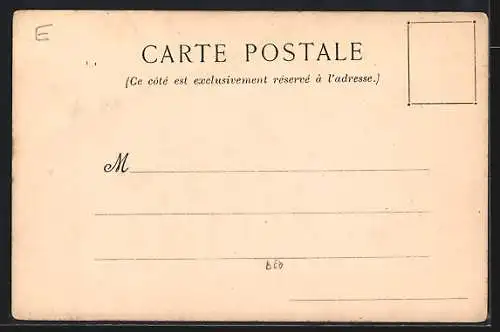 E
CARTE POSTALE
(Ce côté est exclusivement réservé à l'adresse.)
M